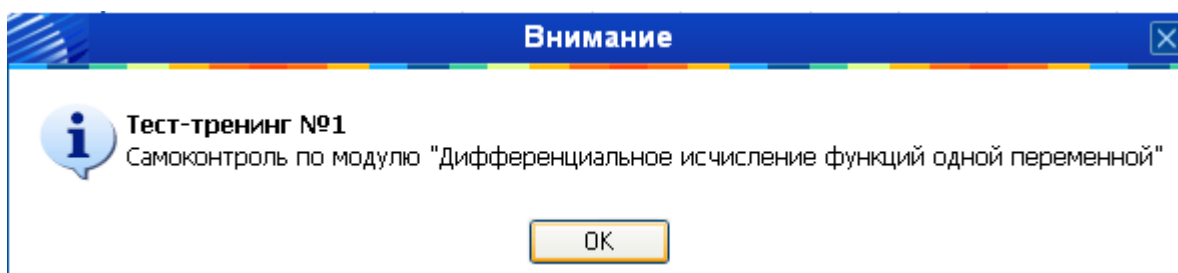 Внимание
Тест-тренинг №1
Самоконтроль по модулю "Дифференциальное исчисление функций одной переменной"
OK